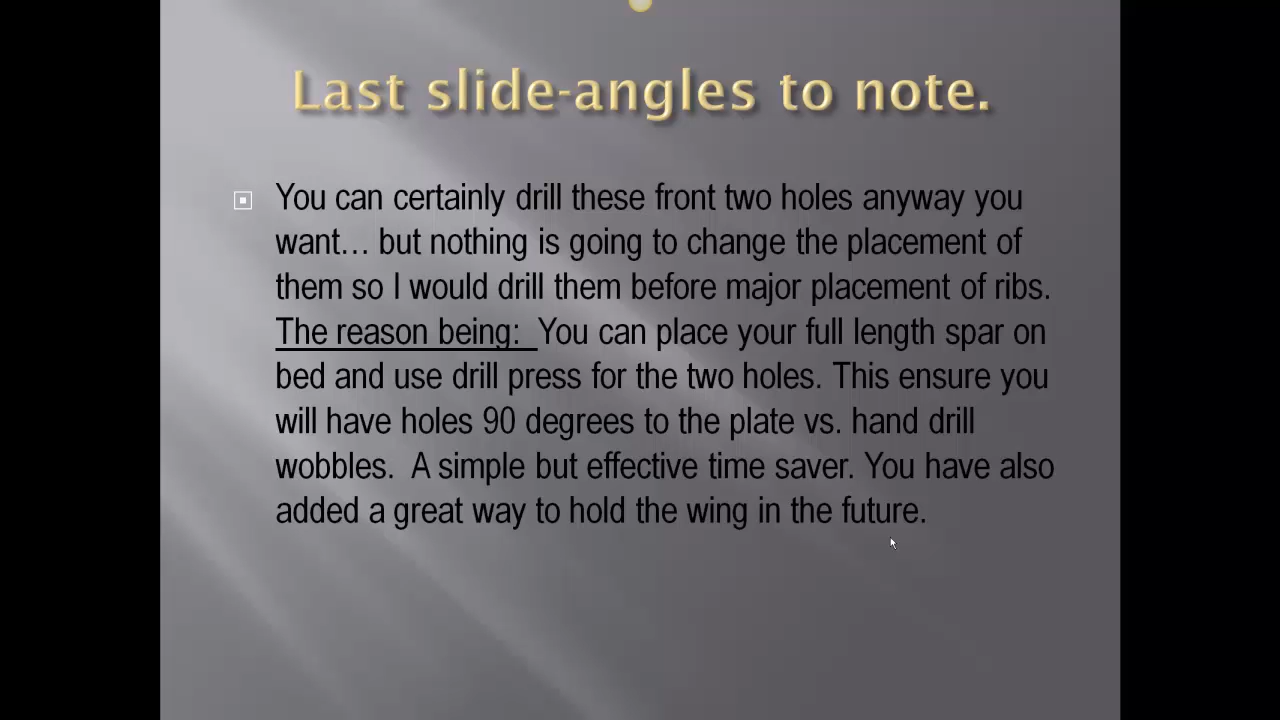 Last slide-angles to note.
You can certainly drill these front two holes anyway you
want… but nothing is going to change the placement of
them so I would drill them before major placement of ribs.
The reason being:  You can place your full length spar on
bed and use drill press for the two holes. This ensure you
will have holes 90 degrees to the plate vs. hand drill
wobbles.  A simple but effective time saver. You have also
added a great way to hold the wing in the future.